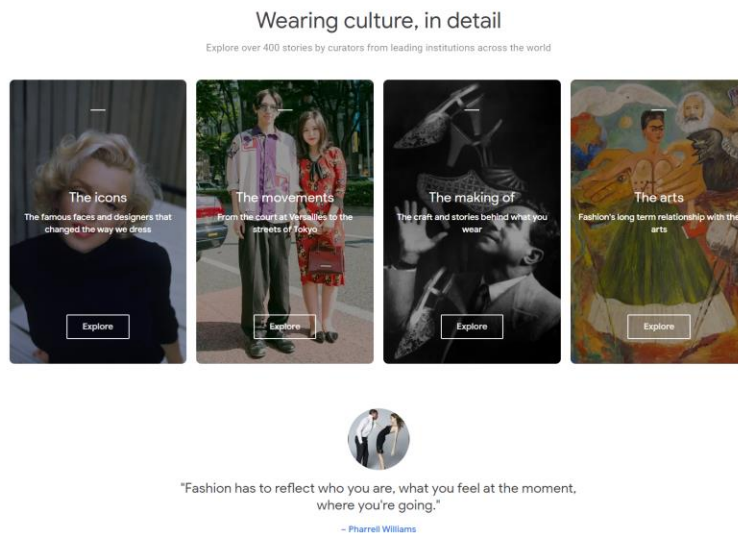 Wearing culture, in detail
Explore over 400 stories by curators from leading institutions across the world
The icons
The famous faces and designers that
changed the way we dress
Explore
The movements
From the court at Versailles to the
streets of Tokyo
Explore
The making of
The craft and stories behind what you
wear
Explore
The arts
Fashion's long term relationship with the
arts
Explore
"Fashion has to reflect who you are, what you feel at the moment,
where you're going."
– Pharrell Williams